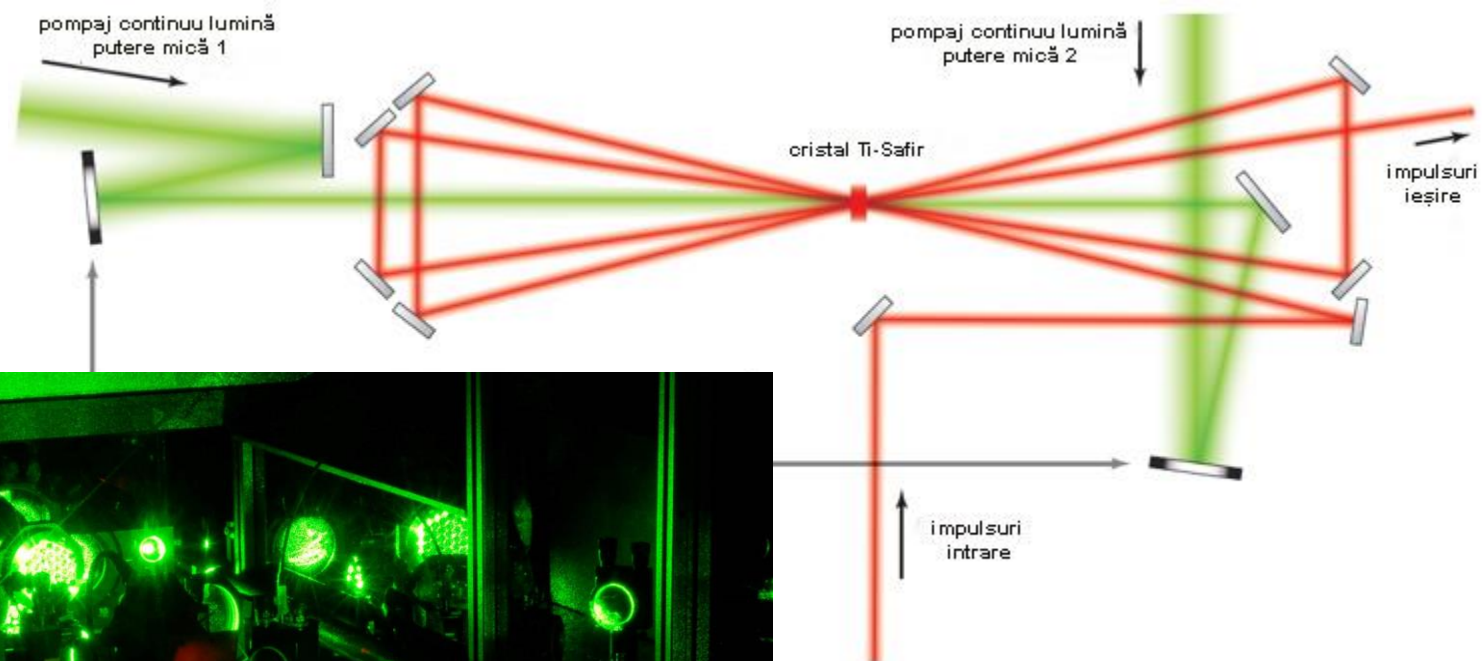 pompaj continuu lumină
putere mică 1
pompaj continuu lumină
putere mică 2
cristal Ti-Safir
impulsuri
ieșire
impulsuri
intrare